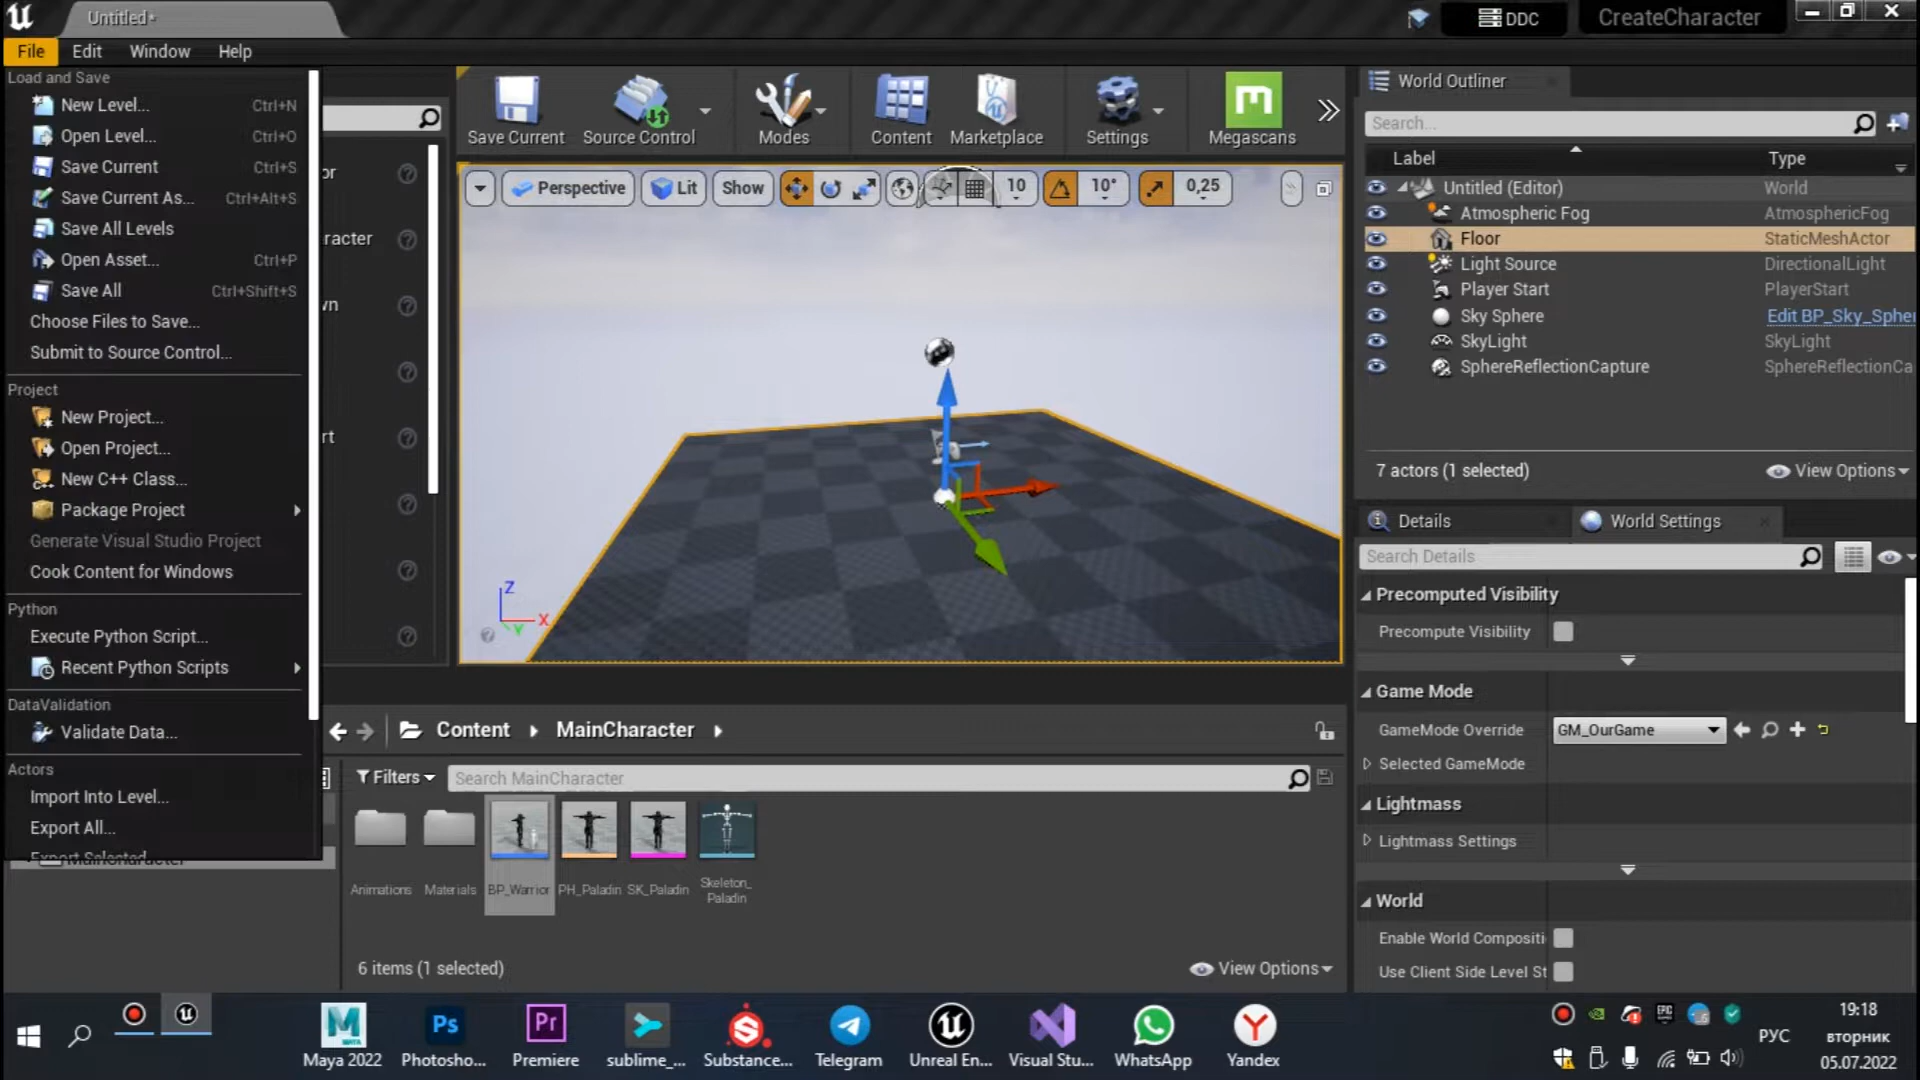 Untitled*
DDC
CreateCharacter
File
Edit
Window
Help
Load and Save
New Level... Ctrl+N
Open Level... Ctrl+O
Save Current Ctrl+S
Save Current As... Ctrl+Alt+S
Save All Levels
Open Asset... Ctrl+P
Save All Ctrl+Shift+S
Choose Files to Save...
Submit to Source Control...
Project
New Project...
Open Project...
New C++ Class...
Package Project
Generate Visual Studio Project
Cook Content for Windows
Python
Execute Python Script...
Recent Python Scripts
DataValidation
Validate Data...
Actors
Import Into Level...
Export All...
Export Selected...
MainCharacter
or
racter
wn
rt
Save Current
Source Control
Modes
Content
Marketplace
Settings
Megascans
Perspective
Lit
Show
10
10°
0,25
Z
X
Y
Content
MainCharacter
Filters
Search MainCharacter
Animations
Materials
BP_Warrior
PH_Paladin
SK_Paladin
Skeleton_
Paladin
6 items (1 selected)
View Options
World Outliner
Search...
Label Type
Untitled (Editor) World
Atmospheric Fog AtmosphericFog
Floor StaticMeshActor
Light Source DirectionalLight
Player Start PlayerStart
Sky Sphere Edit BP_Sky_Spher
SkyLight SkyLight
SphereReflectionCapture SphereReflectionCa
7 actors (1 selected)
View Options
Details
World Settings
Search Details
Precomputed Visibility
Precompute Visibility
Game Mode
GameMode Override GM_OurGame
Selected GameMode
Lightmass
Lightmass Settings
World
Enable World Compositi
Use Client Side Level St
Maya 2022
Photosho...
Premiere
sublime_...
Substance...
Telegram
Unreal En...
Visual Stu...
WhatsApp
Yandex
РУС
19:18
вторник
05.07.2022